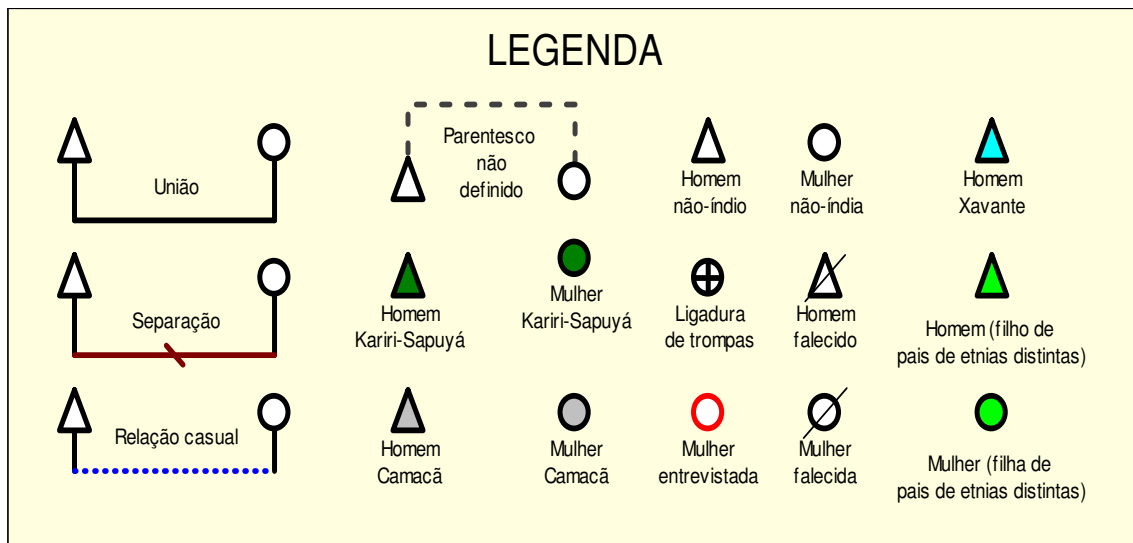 LEGENDA
União
Parentesco
não
definido
Homem
não-índio
Mulher
não-índia
Homem
Xavante
Separação
Homem
Kariri-Sapuyá
Mulher
Kariri-Sapuyá
Ligadura
de trompas
Homem
falecido
Homem (filho de
pais de etnias distintas)
Relação casual
Homem
Camacã
Mulher
Camacã
Mulher
entrevistada
Mulher
falecida
Mulher (filha de
pais de etnias distintas)